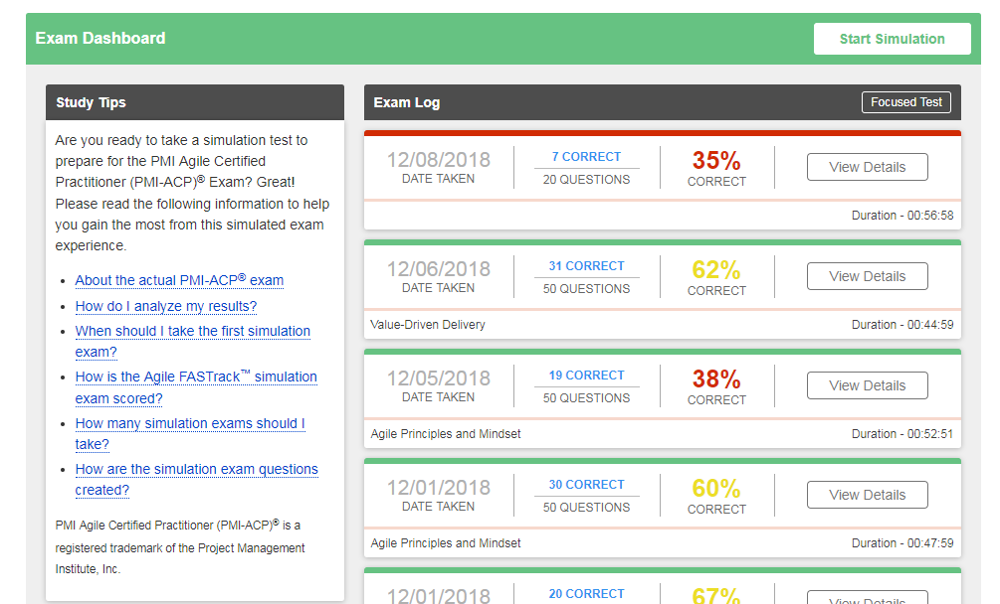 Exam Dashboard
Start Simulation
Study Tips
Are you ready to take a simulation test to
prepare for the PMI Agile Certified
Practitioner (PMI-ACP)® Exam? Great!
Please read the following information to help
you gain the most from this simulated exam
experience.
• About the actual PMI-ACP® exam
• How do I analyze my results?
• When should I take the first simulation
exam?
• How is the Agile FASTrack™ simulation
exam scored?
• How many simulation exams should I
take?
• How are the simulation exam questions
created?
PMI Agile Certified Practitioner (PMI-ACP)® is a
registered trademark of the Project Management
Institute, Inc.
Exam Log
Focused Test
12/08/2018
DATE TAKEN
7 CORRECT
20 QUESTIONS
35%
CORRECT
View Details
Duration - 00:56:58
12/06/2018
DATE TAKEN
31 CORRECT
50 QUESTIONS
62%
CORRECT
View Details
Value-Driven Delivery
Duration - 00:44:59
12/05/2018
DATE TAKEN
19 CORRECT
50 QUESTIONS
38%
CORRECT
View Details
Agile Principles and Mindset
Duration - 00:52:51
12/01/2018
DATE TAKEN
30 CORRECT
50 QUESTIONS
60%
CORRECT
View Details
Agile Principles and Mindset
Duration - 00:47:59
12/01/2018
20 CORRECT
67%
View Details